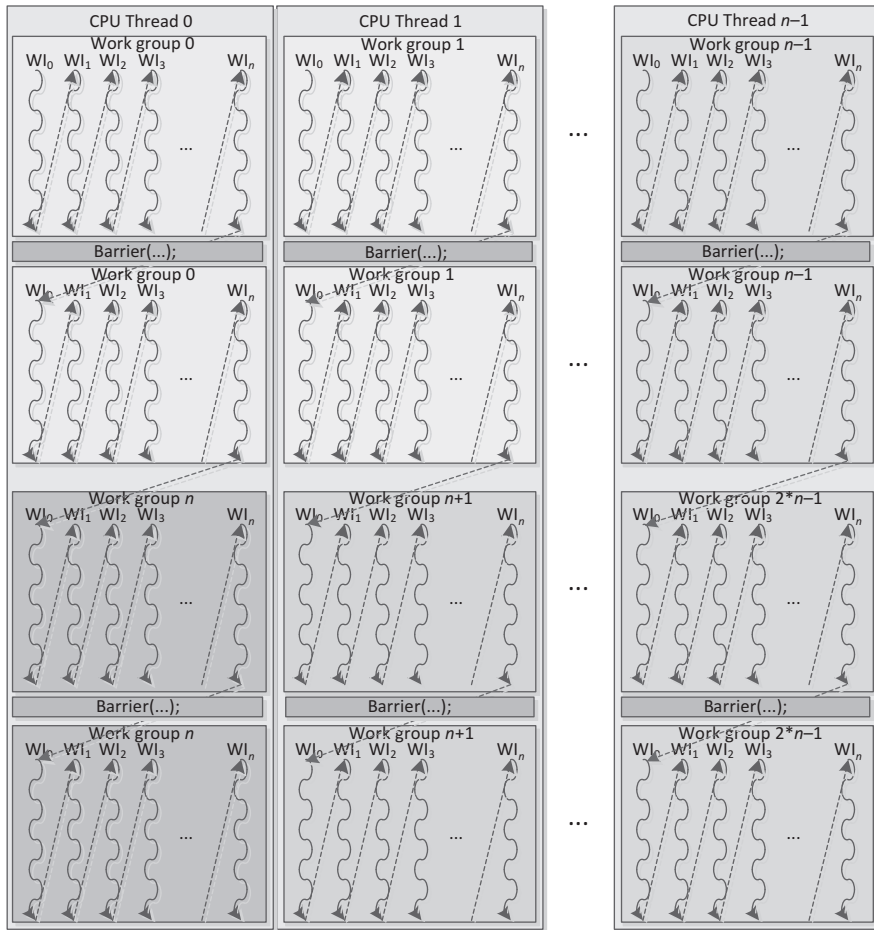 CPU Thread 0 CPU Thread 1 CPU Thread n–1
Work group 0 Work group 1 Work group n–1
WI0 WI1 WI2 WI3 WIn WI0 WI1 WI2 WI3 WIn WI0 WI1 WI2 WI3 WIn
...
... ... ...
Barrier(...); Barrier(...); Barrier(...);
Work group 0 Work group 1 Work group n–1
WI0 WI1 WI2 WI3 WIn WI0 WI1 WI2 WI3 WIn WI0 WI1 WI2 WI3 WIn
...
... ... ...
Work group n Work group n+1 Work group 2*n–1
WI0 WI1 WI2 WI3 WIn WI0 WI1 WI2 WI3 WIn WI0 WI1 WI2 WI3 WIn
...
... ... ...
Barrier(...); Barrier(...); Barrier(...);
Work group n Work group n+1 Work group 2*n–1
WI0 WI1 WI2 WI3 WIn WI0 WI1 WI2 WI3 WIn WI0 WI1 WI2 WI3 WIn
...
... ... ...